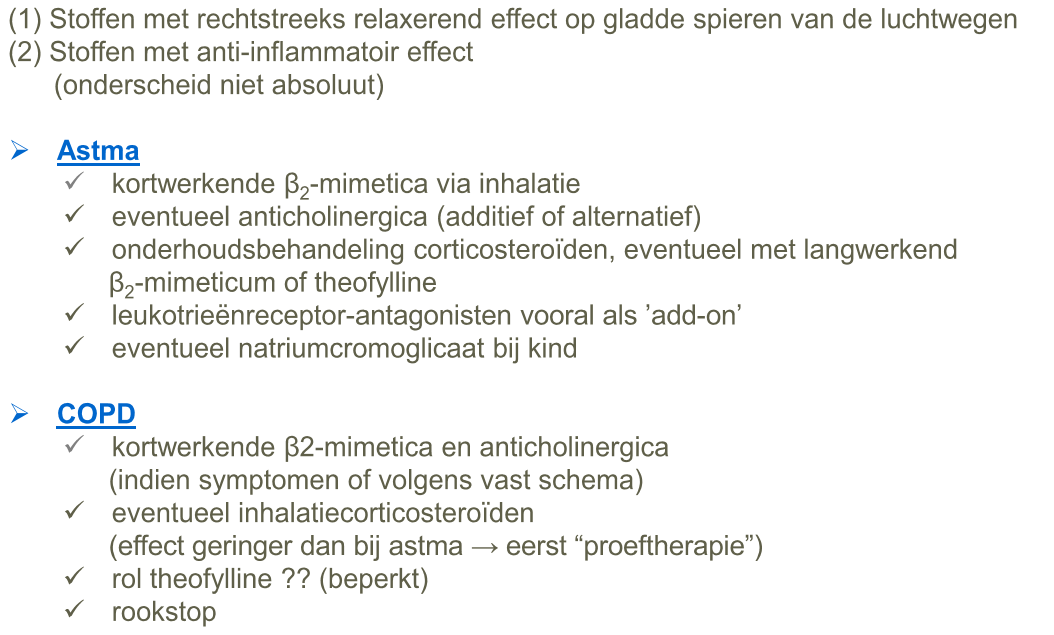 (1) Stoffen met rechtstreeks relaxerend effect op gladde spieren van de luchtwegen
(2) Stoffen met anti-inflammatoir effect
(onderscheid niet absoluut)
➢ Astma
✓ kortwerkende β₂-mimetica via inhalatie
✓ eventueel anticholinergica (additief of alternatief)
✓ onderhoudsbehandeling corticosteroïden, eventueel met langwerkend
β₂-mimeticum of theofylline
✓ leukotrieënreceptor-antagonisten vooral als ’add-on’
✓ eventueel natriumcromoglicaat bij kind
➢ COPD
✓ kortwerkende β2-mimetica en anticholinergica
(indien symptomen of volgens vast schema)
✓ eventueel inhalatiecorticosteroïden
(effect geringer dan bij astma → eerst “proeftherapie”)
✓ rol theofylline ?? (beperkt)
✓ rookstop